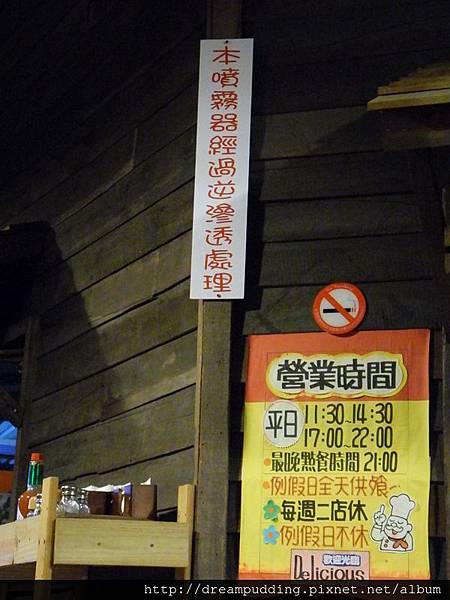 本噴霧器經過逆滲透處理
營業時間
平日 11:30~14:30
17:00~22:00
•最晚點餐時間 21:00
•例假日全天供餐
每週二店休
•例假日不休
歡迎光臨
Delicious
http://dreampudding.pixnet.net/album